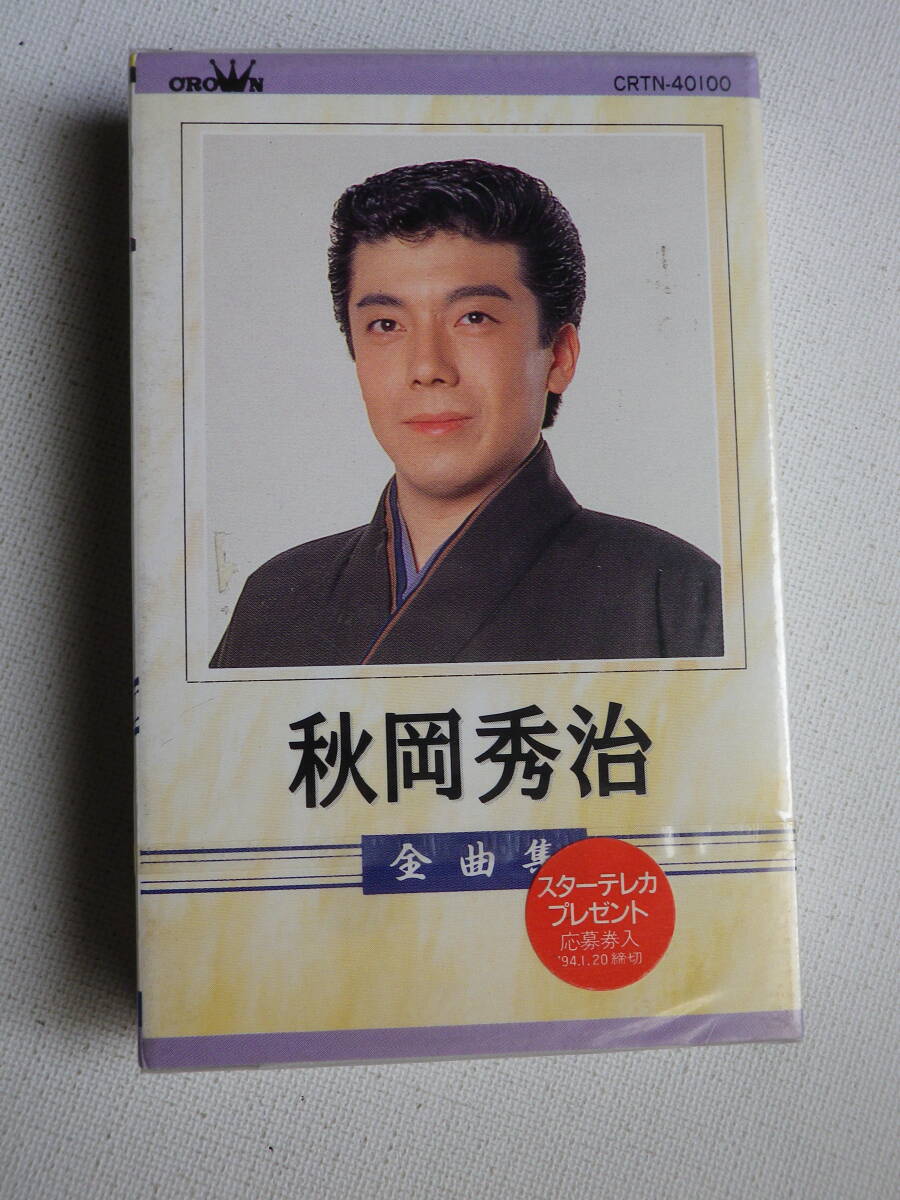 CROWN
CRTN-40100
秋岡秀治
全曲集
スターテレカ
プレゼント
応募券入
'94.1.20締切